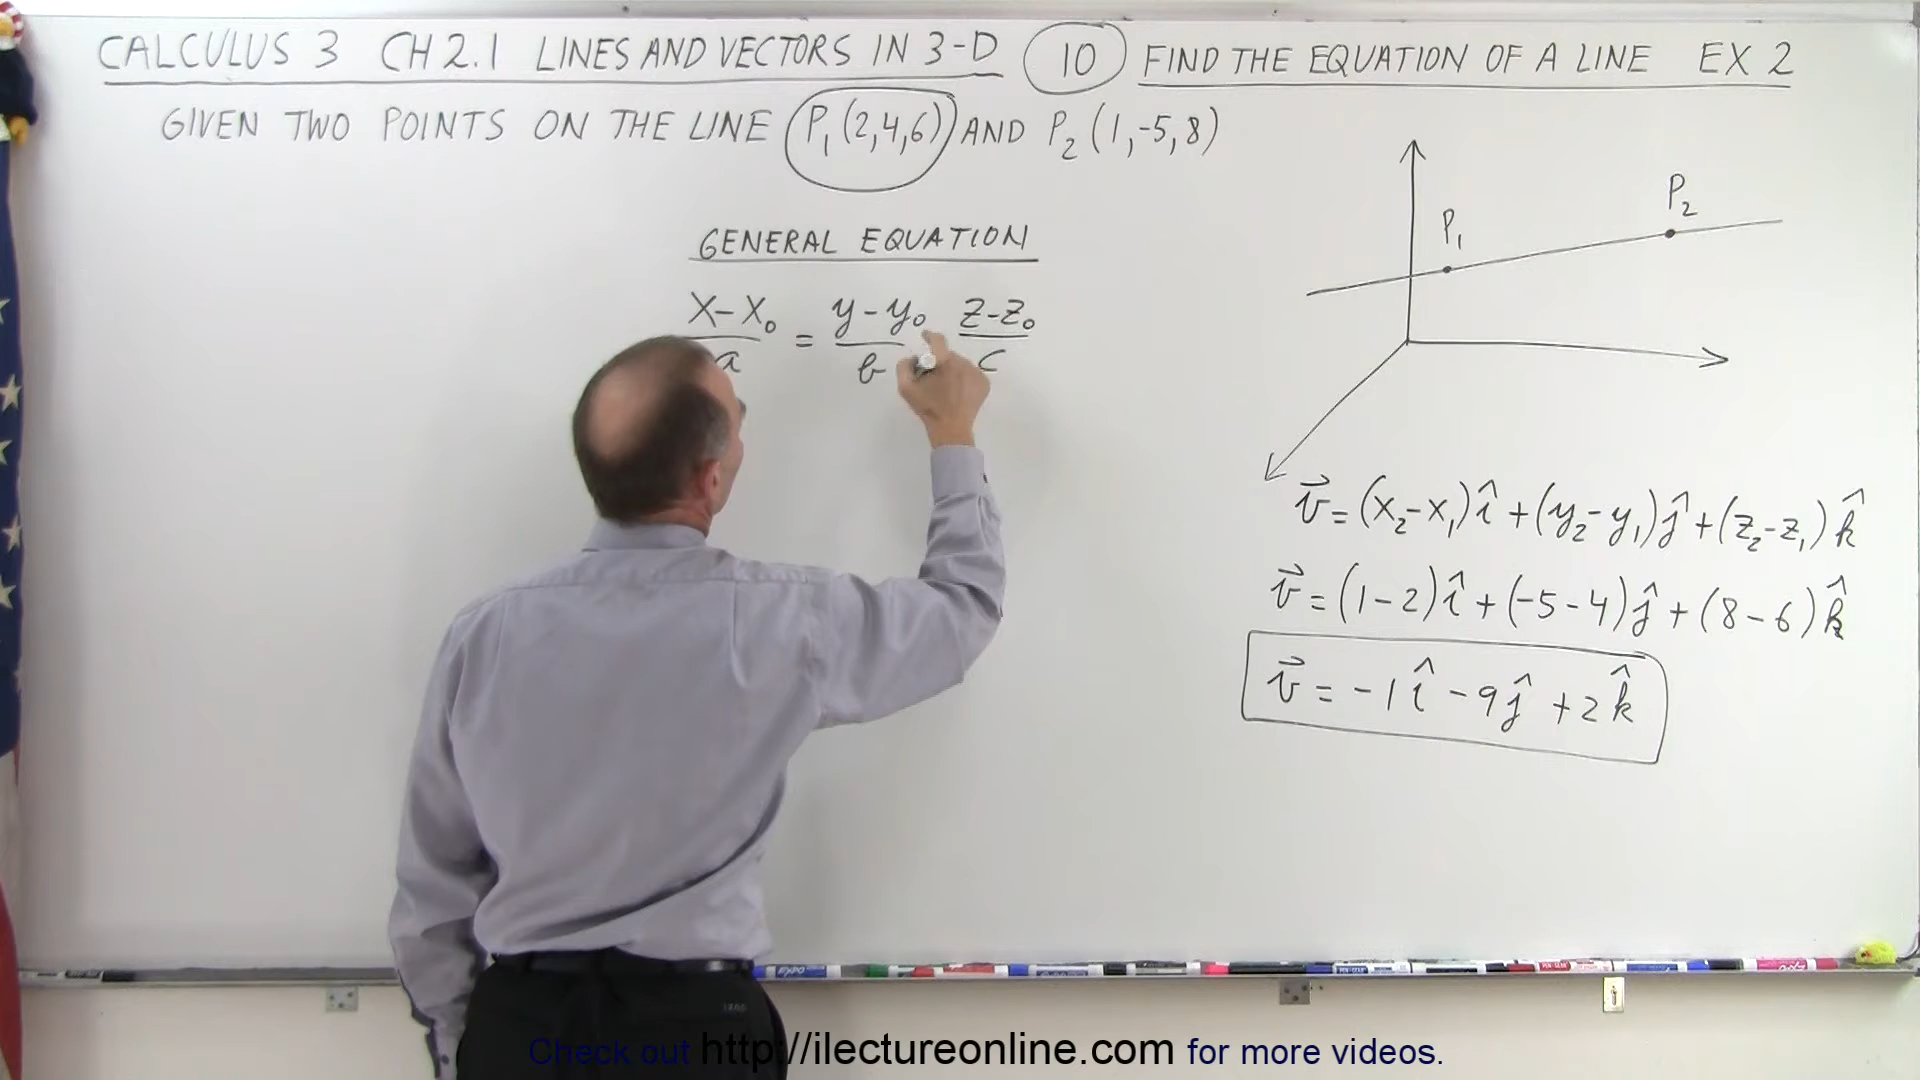 CALCULUS 3 CH 2.1 LINES AND VECTORS IN 3-D 10 FIND THE EQUATION OF A LINE EX 2
GIVEN TWO POINTS ON THE LINE P₁(2,4,6) AND P₂(1,-5,8)
GENERAL EQUATION
x-x₀ / a = y-y₀ / b z-z₀ / c
P₁
P₂
v⃗ = (x₂-x₁)î + (y₂-y₁)ĵ + (z₂-z₁)k̂
v⃗ = (1-2)î + (-5-4)ĵ + (8-6)k̂
v⃗ = -1î - 9ĵ + 2k̂
EXPO
Check out http://ilectureonline.com for more videos.